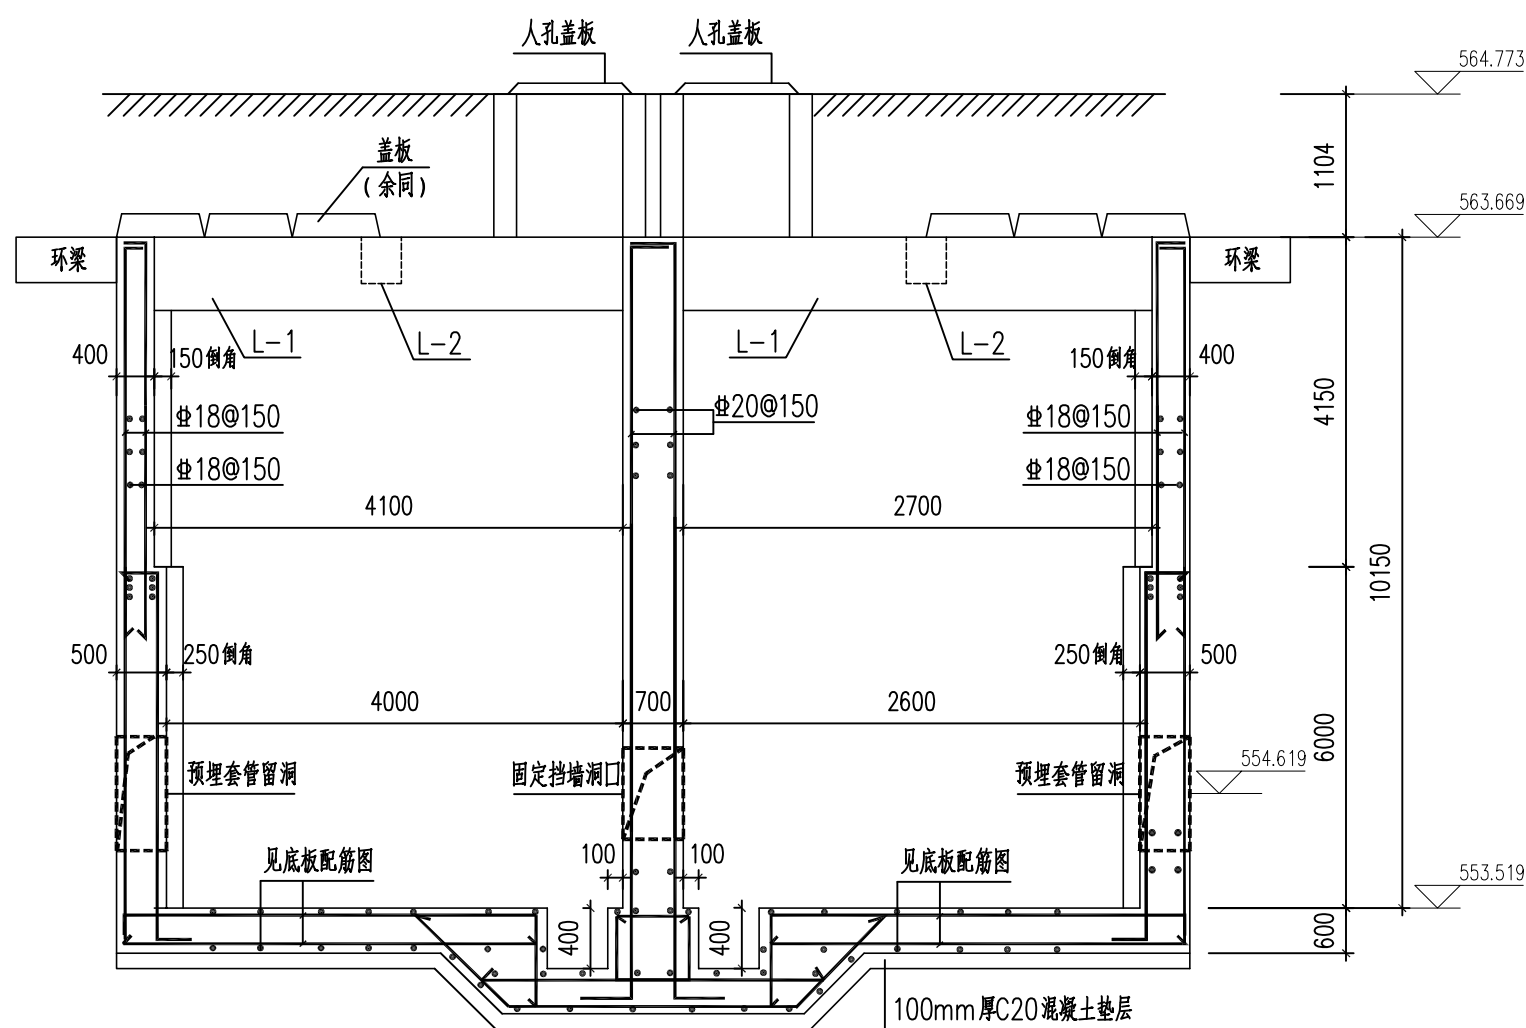 人孔盖板 人孔盖板
564.773
盖板
(余同)
1104
563.669
环梁 环梁
L-1 L-2 L-1 L-2
400 150倒角 150倒角 400
⌀18@150 ⌀20@150 ⌀18@150
4150
⌀18@150 ⌀18@150
4100 2700
10150
500 250倒角 250倒角 500
4000 700 2600
6000
554.619
预埋套管留洞 固定挡墙洞口 预埋套管留洞
见底板配筋图 100 100 见底板配筋图
553.519
400 400 600
100mm厚C20混凝土垫层